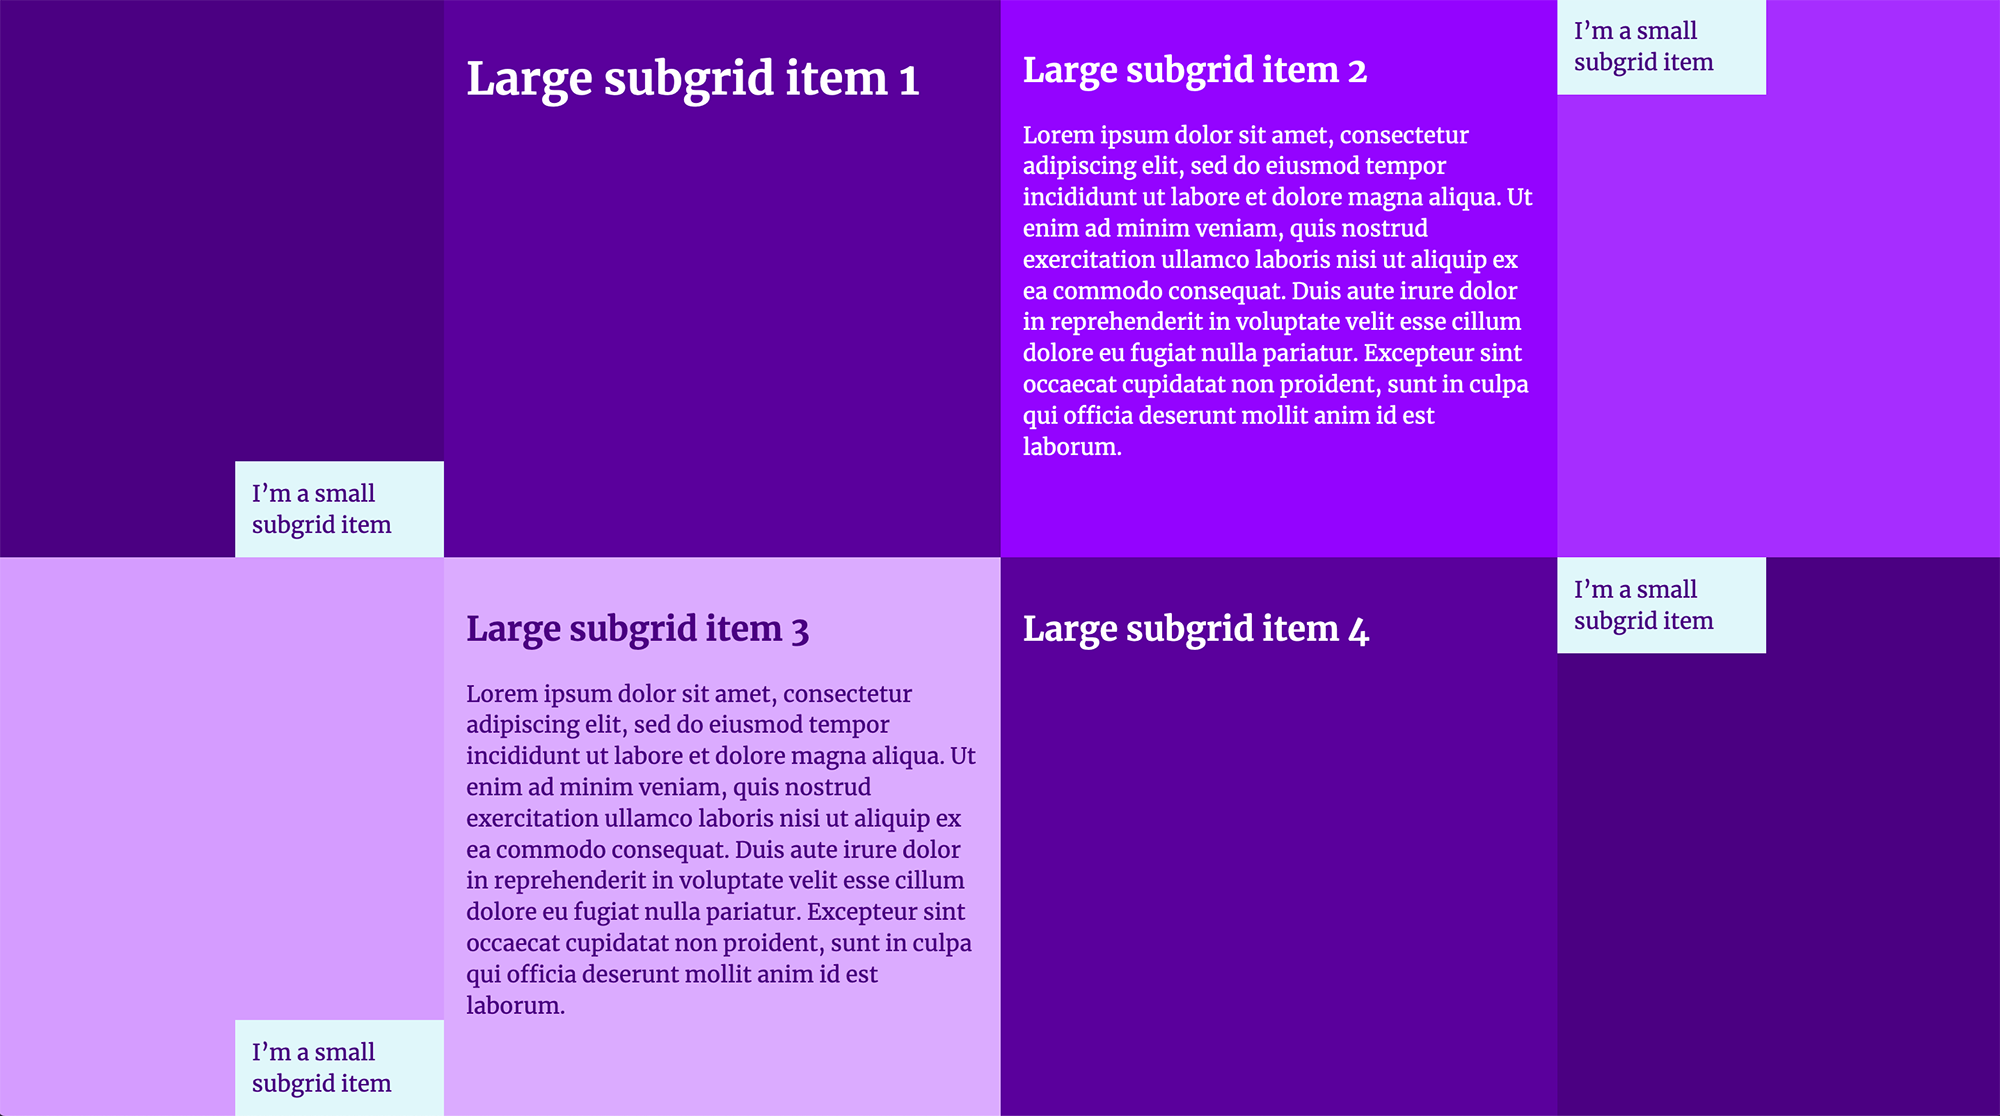 Large subgrid item 1
I’m a small
subgrid item
Large subgrid item 2
Lorem ipsum dolor sit amet, consectetur
adipiscing elit, sed do eiusmod tempor
incididunt ut labore et dolore magna aliqua. Ut
enim ad minim veniam, quis nostrud
exercitation ullamco laboris nisi ut aliquip ex
ea commodo consequat. Duis aute irure dolor
in reprehenderit in voluptate velit esse cillum
dolore eu fugiat nulla pariatur. Excepteur sint
occaecat cupidatat non proident, sunt in culpa
qui officia deserunt mollit anim id est
laborum.
I’m a small
subgrid item
Large subgrid item 3
Lorem ipsum dolor sit amet, consectetur
adipiscing elit, sed do eiusmod tempor
incididunt ut labore et dolore magna aliqua. Ut
enim ad minim veniam, quis nostrud
exercitation ullamco laboris nisi ut aliquip ex
ea commodo consequat. Duis aute irure dolor
in reprehenderit in voluptate velit esse cillum
dolore eu fugiat nulla pariatur. Excepteur sint
occaecat cupidatat non proident, sunt in culpa
qui officia deserunt mollit anim id est
laborum.
I’m a small
subgrid item
Large subgrid item 4
I’m a small
subgrid item